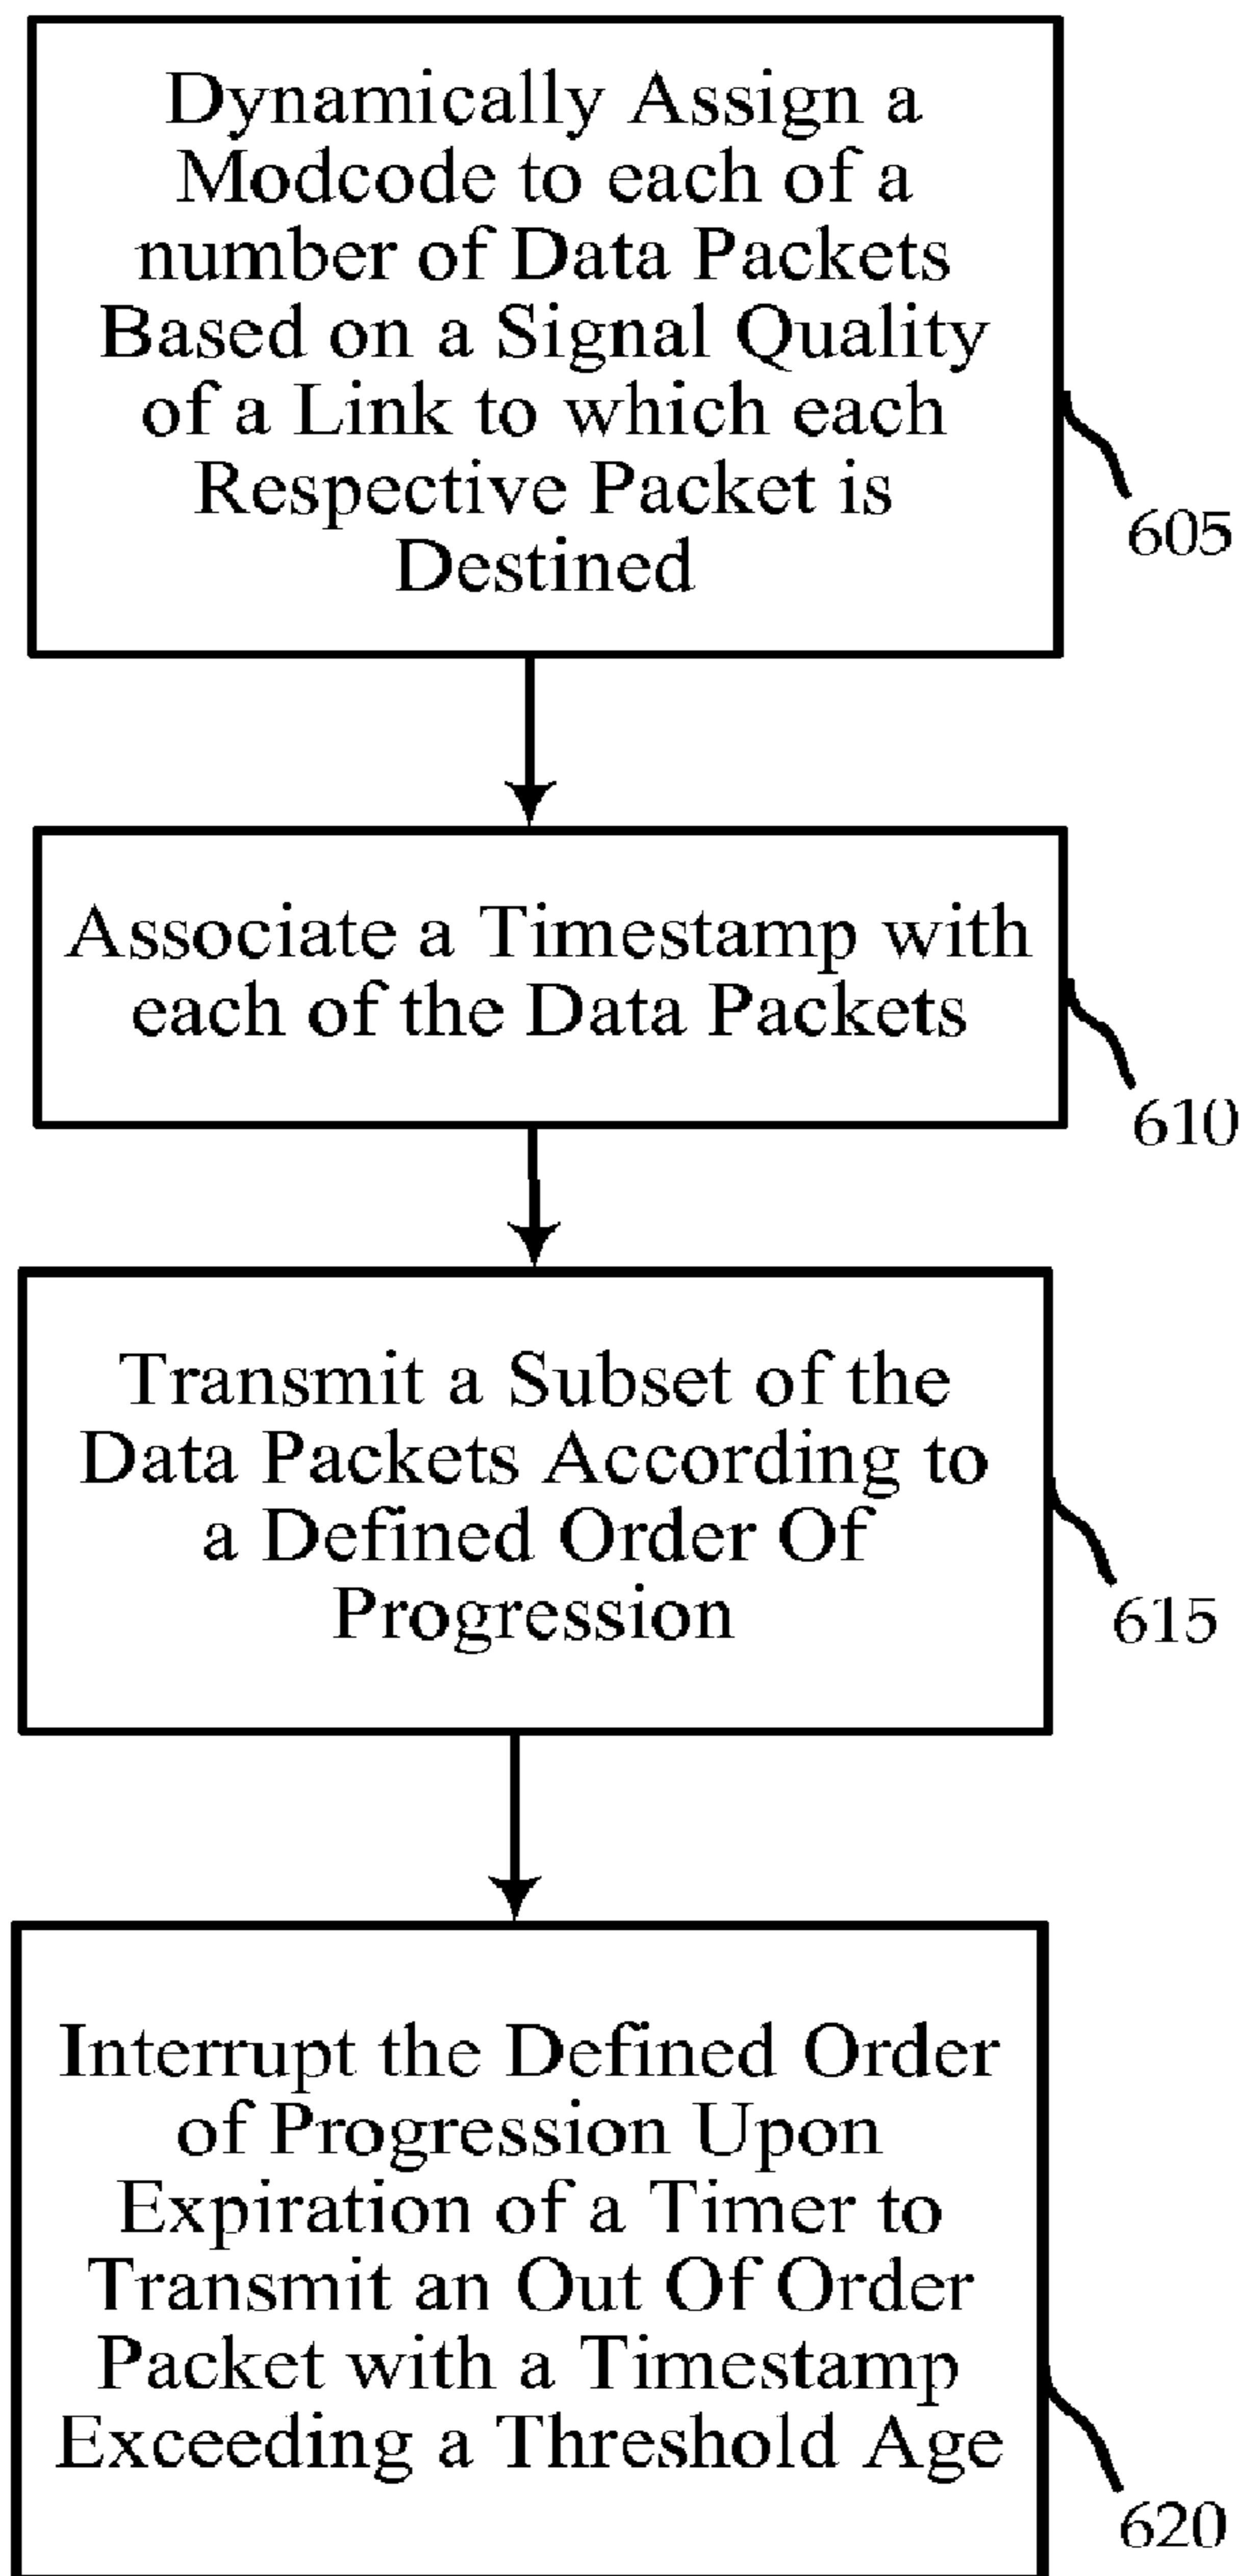 Dynamically Assign a
Modcode to each of a
number of Data Packets
Based on a Signal Quality
of a Link to which each
Respective Packet is
Destined
605
Associate a Timestamp with
each of the Data Packets
610
Transmit a Subset of the
Data Packets According to
a Defined Order Of
Progression
615
Interrupt the Defined Order
of Progression Upon
Expiration of a Timer to
Transmit an Out Of Order
Packet with a Timestamp
Exceeding a Threshold Age
620